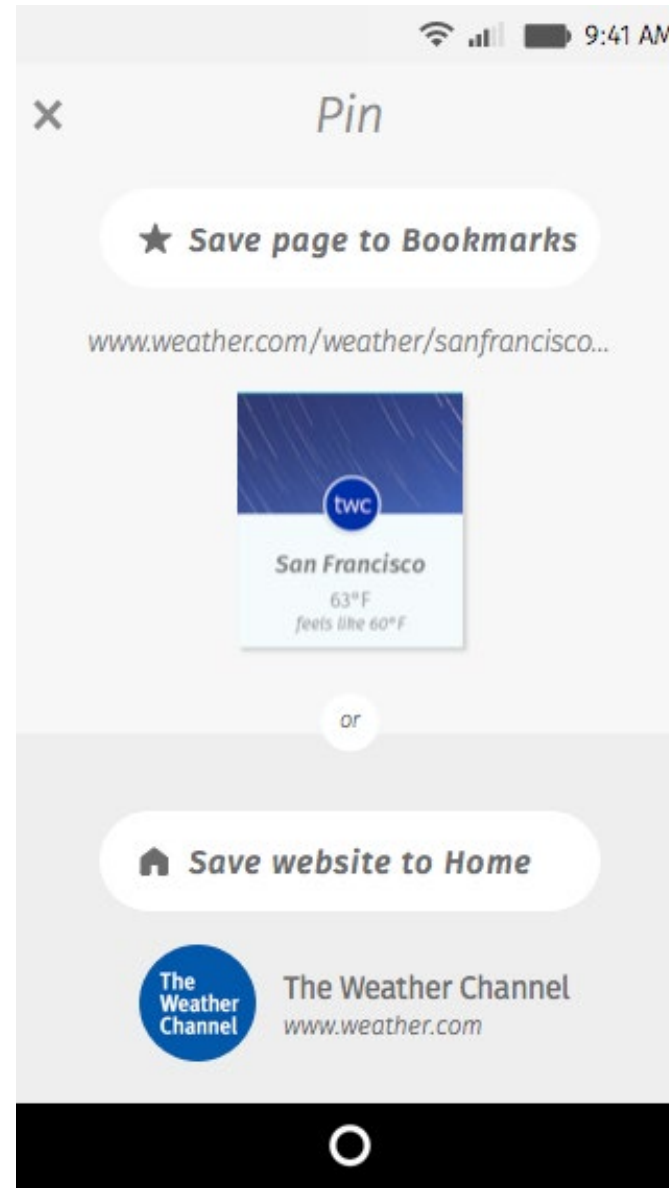 9:41 AM
Pin
Save page to Bookmarks
www.weather.com/weather/sanfrancisco...
twc
San Francisco
63°F
feels like 60°F
or
Save website to Home
The
Weather
Channel
The Weather Channel
www.weather.com